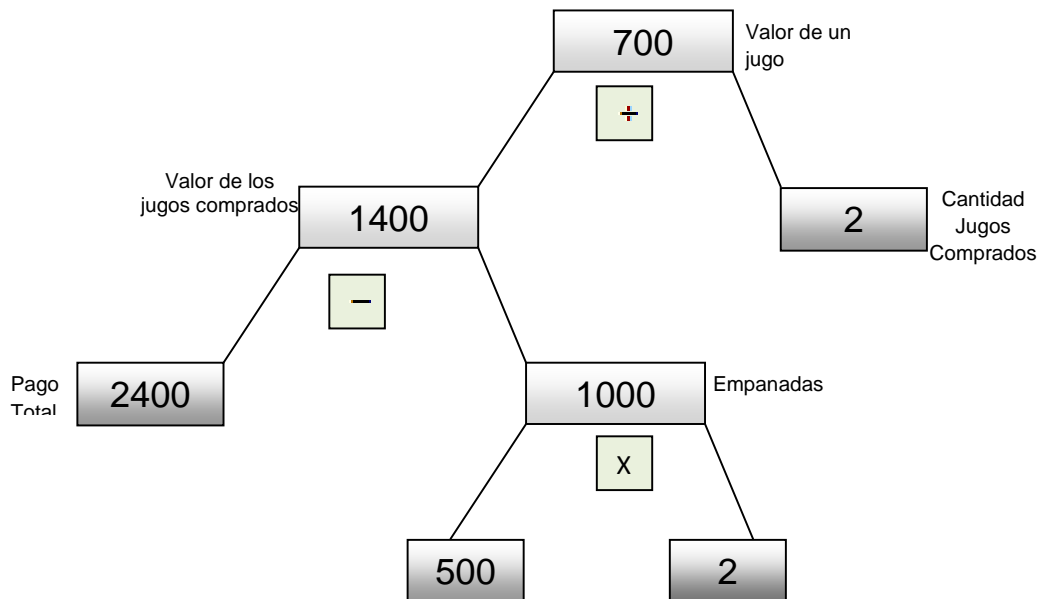 700
Valor de un
jugo
÷
Valor de los
jugos comprados
1400
2
Cantidad
Jugos
Comprados
−
Pago
Total
2400
1000
Empanadas
x
500
2